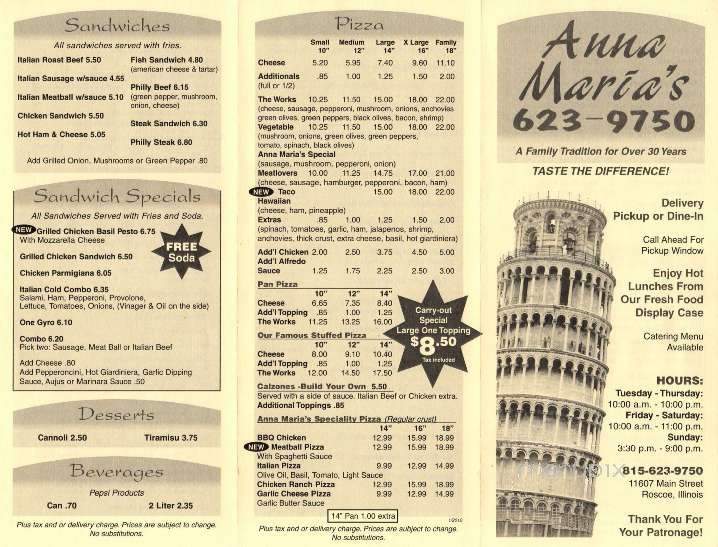 Sandwiches
All sandwiches served with fries.
Italian Roast Beef 5.50
Italian Sausage w/sauce 4.55
Italian Meatball w/sauce 5.10
Chicken Sandwich 5.50
Hot Ham & Cheese 5.05
Fish Sandwich 4.80
(american cheese & tartar)
Philly Beef 6.15
(green pepper, mushroom,
onion, cheese)
Steak Sandwich 6.30
Philly Steak 6.80
Add Grilled Onion, Mushrooms or Green Pepper .80
Sandwich Specials
All Sandwiches Served with Fries and Soda.
NEW Grilled Chicken Basil Pesto 6.75
With Mozzarella Cheese
Grilled Chicken Sandwich 6.50
Chicken Parmigiana 6.05
FREE
Soda
Italian Cold Combo 6.35
Salami, Ham, Pepperoni, Provolone,
Lettuce, Tomatoes, Onions, (Vinager & Oil on the side)
One Gyro 6.10
Combo 6.20
Pick two: Sausage, Meat Ball or Italian Beef
Add Cheese .80
Add Pepperoncini, Hot Giardiniera, Garlic Dipping
Sauce, Aujus or Marinara Sauce .50
Desserts
Cannoli 2.50 Tiramisu 3.75
Beverages
Pepsi Products
Can .70 2 Liter 2.35
Plus tax and or delivery charge. Prices are subject to change.
No substitutions.
Pizza
Small Medium Large X Large Family
10" 12" 14" 16" 18"
Cheese 5.20 5.95 7.40 9.60 11.10
Additionals .85 1.00 1.25 1.50 2.00
(full or 1/2)
The Works 10.25 11.50 15.00 18.00 22.00
(cheese, sausage, pepperoni, mushroom, onions, anchovies
green olives, green peppers, black olives, bacon, shrimp)
Vegetable 10.25 11.50 15.00 18.00 22.00
(mushroom, onions, green olives, green peppers,
tomato, spinach, black olives)
Anna Maria's Special
(sausage, mushroom, pepperoni, onion)
Meatlovers 10.00 11.25 14.75 17.00 21.00
(cheese, sausage, hamburger, pepperoni, bacon, ham)
NEW Taco 15.00 18.00 22.00
Hawaiian
(cheese, ham, pineapple)
Extras .85 1.00 1.25 1.50 2.00
(spinach, tomatoes, garlic, ham, jalapenos, shrimp,
anchovies, thick crust, extra cheese, basil, hot giardiniera)
Add'l Chicken 2.00 2.50 3.75 4.50 5.00
Add'l Alfredo
Sauce 1.25 1.75 2.25 2.50 3.00
Pan Pizza
10" 12" 14"
Cheese 6.65 7.35 8.40
Add'l Topping .85 1.00 1.25
The Works 11.25 13.25 16.00
Our Famous Stuffed Pizza
10" 12" 14"
Cheese 8.00 9.10 10.40
Add'l Topping .85 1.00 1.25
The Works 12.00 14.50 17.50
Carry-out
Special
Large One Topping
$8.50
Tax included
Calzones -Build Your Own 5.50
Served with a side of sauce. Italian Beef or Chicken extra.
Additional Toppings .85
Anna Maria's Speciality Pizza (Regular crust)
14" 16" 18"
BBQ Chicken 12.99 15.99 18.99
NEW Meatball Pizza 12.99 15.99 18.99
With Spaghetti Sauce
Italian Pizza 9.99 12.99 14.99
Olive Oil, Basil, Tomato, Light Sauce
Chicken Ranch Pizza 12.99 15.99 18.99
Garlic Cheese Pizza 9.99 12.99 14.99
Garlic Butter Sauce
14" Pan 1.00 extra
Plus tax and or delivery charge. Prices are subject to change.
No substitutions.
Anna
Maria's
623-9750
A Family Tradition for Over 30 Years
TASTE THE DIFFERENCE!
Delivery
Pickup or Dine-In
Call Ahead For
Pickup Window
Enjoy Hot
Lunches From
Our Fresh Food
Display Case
Catering Menu
Available
HOURS:
Tuesday - Thursday:
10:00 a.m. - 10:00 p.m.
Friday - Saturday:
10:00 a.m. - 11:00 p.m.
Sunday:
3:30 p.m. - 9:00 p.m.
815-623-9750
11607 Main Street
Roscoe, Illinois
Thank You For
Your Patronage!